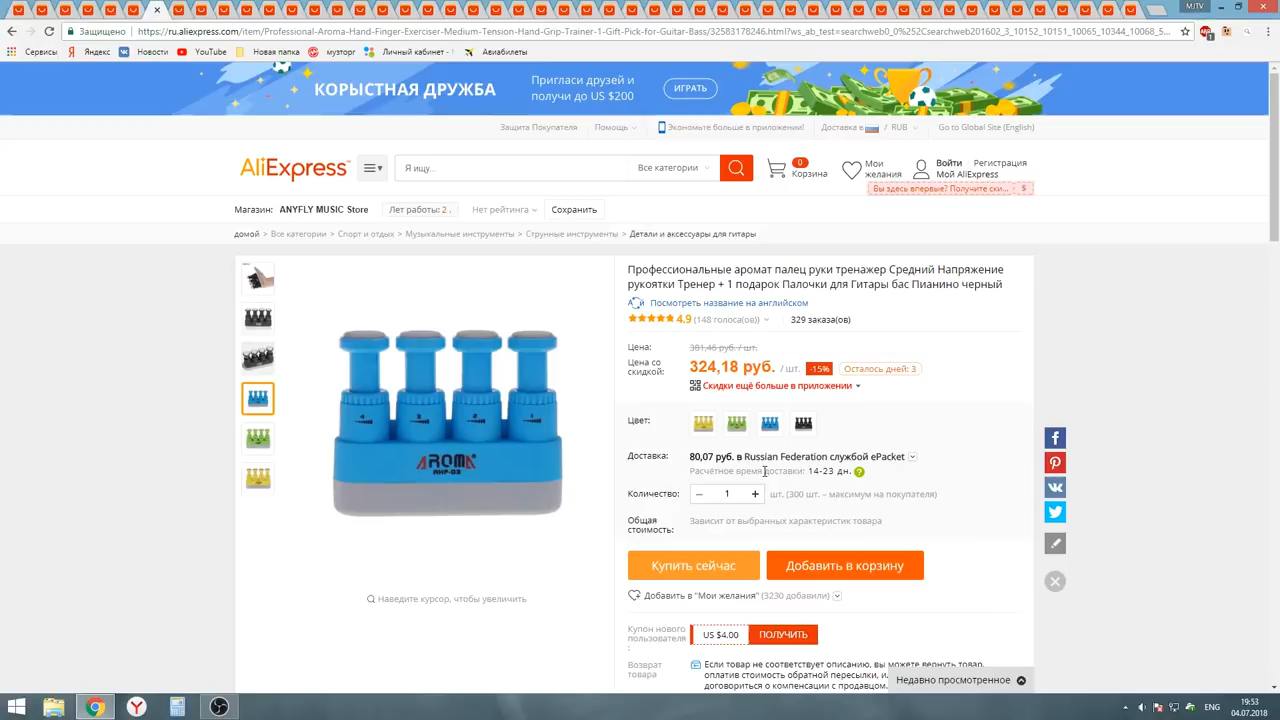 MJTV
Защищено
https://ru.aliexpress.com/item/Professional-Aroma-Hand-Finger-Exerciser-Medium-Tension-Hand-Grip-Trainer-1-Gift-Pick-for-Guitar-Bass/32583178246.html?ws_ab_test=searchweb0_0%252Csearchweb201602_3_10152_10151_10065_10344_10068_5...
Сервисы Яндекс Новости YouTube Новая папка музторг Личный кабинет - Авиабилеты
КОРЫСТНАЯ ДРУЖБА
Пригласи друзей и
получи до US $200
ИГРАТЬ
Защита Покупателя Помощь Экономьте больше в приложении! Доставка в / RUB Go to Global Site (English)
AliExpress™
Я ищу...
Все категории
0
Корзина
Мои
желания
Войти Регистрация
Мой AliExpress
Вы здесь впервые? Получите ски... $
Магазин: ANYFLY MUSIC Store Лет работы: 2 . Нет рейтинга Сохранить
домой > Все категории > Спорт и отдых > Музыкальные инструменты > Струнные инструменты > Детали и аксессуары для гитары
Профессиональные аромат палец руки тренажер Средний Напряжение
рукоятки Тренер + 1 подарок Палочки для Гитары бас Пианино черный
Посмотреть название на английском
4.9 (148 голоса(ов)) 329 заказа(ов)
Цена: 381,46 руб. / шт.
Цена со
скидкой:
324,18 руб. / шт. -15% Осталось дней: 3
Скидки ещё больше в приложении
Цвет:
AROMA
AHF-03
Доставка: 80,07 руб. в Russian Federation службой ePacket
Расчётное время доставки: 14-23 дн. ?
Количество: – 1 + шт. (300 шт. – максимум на покупателя)
Общая
стоимость:
Зависит от выбранных характеристик товара
Купить сейчас Добавить в корзину
Наведите курсор, чтобы увеличить
Добавить в "Мои желания" (3230 добавили)
Купон нового
пользователя
:
US $4.00 ПОЛУЧИТЬ
Возврат
товара
Если товар не соответствует описанию, вы можете вернуть товар,
оплатив стоимость обратной пересылки, и
договориться о компенсации с продавцом.
Недавно просмотренное
ENG
19:53
04.07.2018